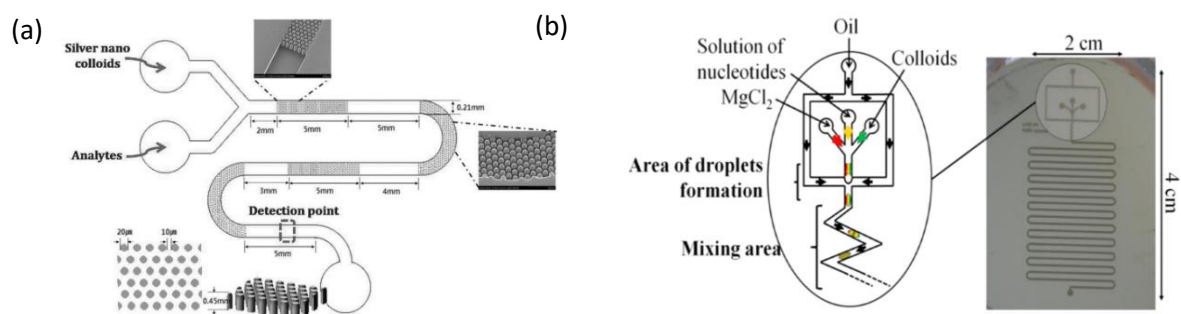 (a)
Silver nano
colloids
Analytes
2mm
5mm
5mm
0.21mm
3mm
5mm
4mm
Detection point
5mm
20μm
10μm
0.45mm
(b)
Oil
Solution of
nucleotides
MgCl2
Colloids
Area of droplets
formation
Mixing area
2 cm
4 cm